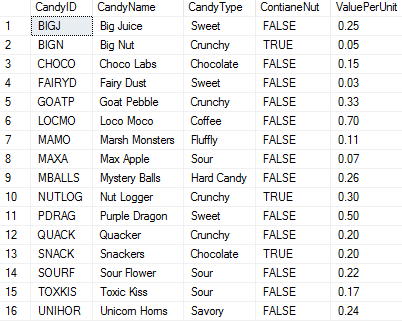 CandyID CandyName CandyType ContianeNut ValuePerUnit
1 BIGJ Big Juice Sweet FALSE 0.25
2 BIGN Big Nut Crunchy TRUE 0.05
3 CHOCO Choco Labs Chocolate FALSE 0.15
4 FAIRYD Fairy Dust Sweet FALSE 0.03
5 GOATP Goat Pebble Crunchy FALSE 0.33
6 LOCMO Loco Moco Coffee FALSE 0.70
7 MAMO Marsh Monsters Fluffly FALSE 0.11
8 MAXA Max Apple Sour FALSE 0.07
9 MBALLS Mystery Balls Hard Candy FALSE 0.26
10 NUTLOG Nut Logger Crunchy TRUE 0.30
11 PDRAG Purple Dragon Sweet FALSE 0.50
12 QUACK Quacker Crunchy FALSE 0.20
13 SNACK Snackers Chocolate TRUE 0.20
14 SOURF Sour Flower Sour FALSE 0.22
15 TOXKIS Toxic Kiss Sour FALSE 0.17
16 UNIHOR Unicorn Horns Savory FALSE 0.24